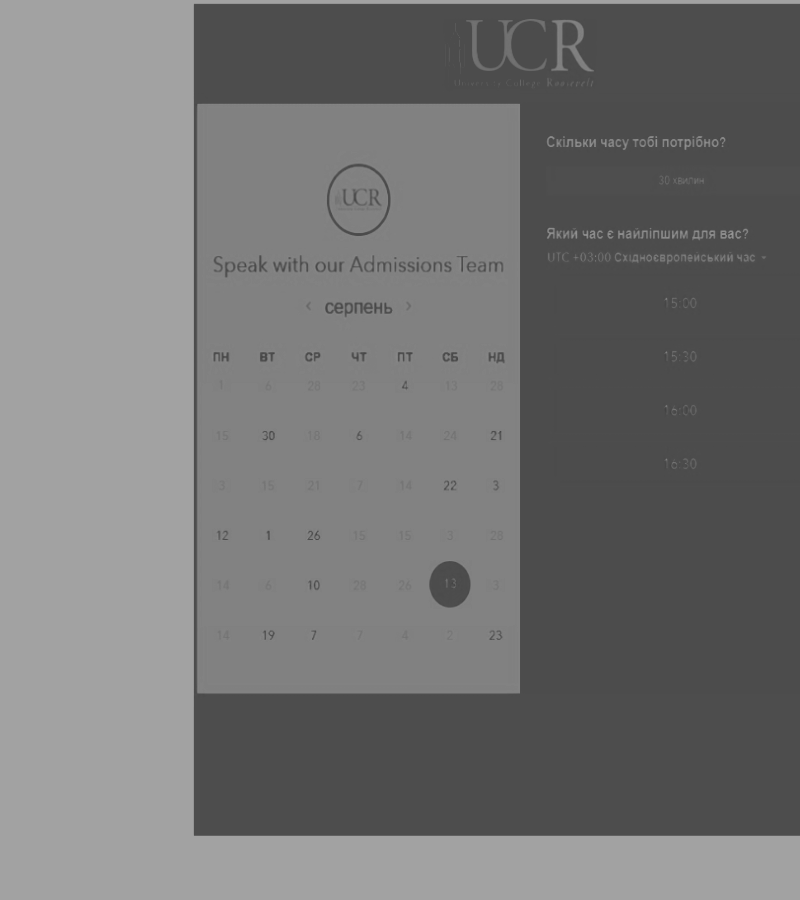 UCR
University College Roosevelt
UCR
Speak with our Admissions Team
‹ серпень ›
ПН ВТ СР ЧТ ПТ СБ НД
1 6 28 23 4 13 26
15 30 18 6 14 24 21
3 15 21 7 14 22 3
12 1 26 15 15 3 28
14 6 10 28 26 13 3
14 19 7 7 4 2 23
Скільки часу тобі потрібно?
30 хвилин
Який час є найліпшим для вас?
UTC +03:00 Східноєвропейський час
15:00
15:30
16:00
16:30